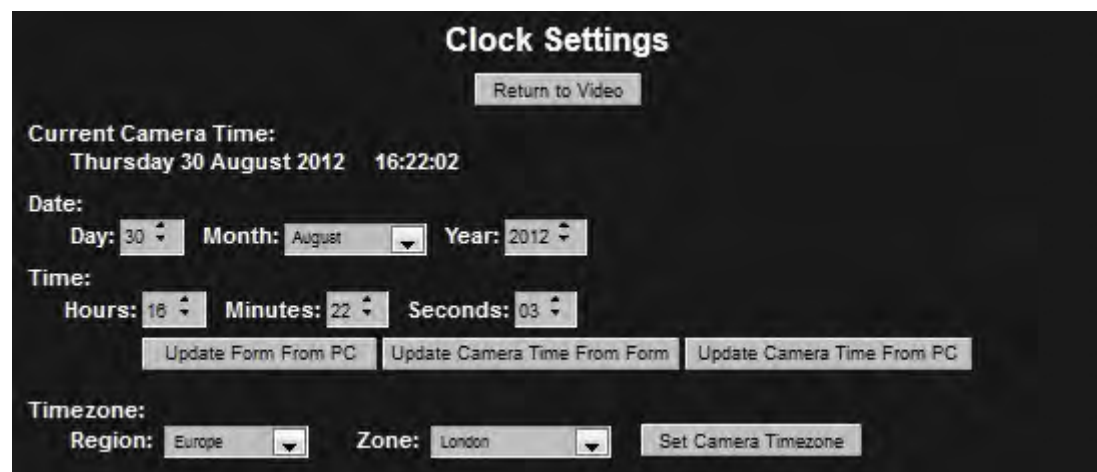 Clock Settings
Return to Video
Current Camera Time:
Thursday 30 August 2012 16:22:02
Date:
Day: 30 Month: August Year: 2012
Time:
Hours: 16 Minutes: 22 Seconds: 03
Update Form From PC Update Camera Time From Form Update Camera Time From PC
Timezone:
Region: Europe Zone: London Set Camera Timezone